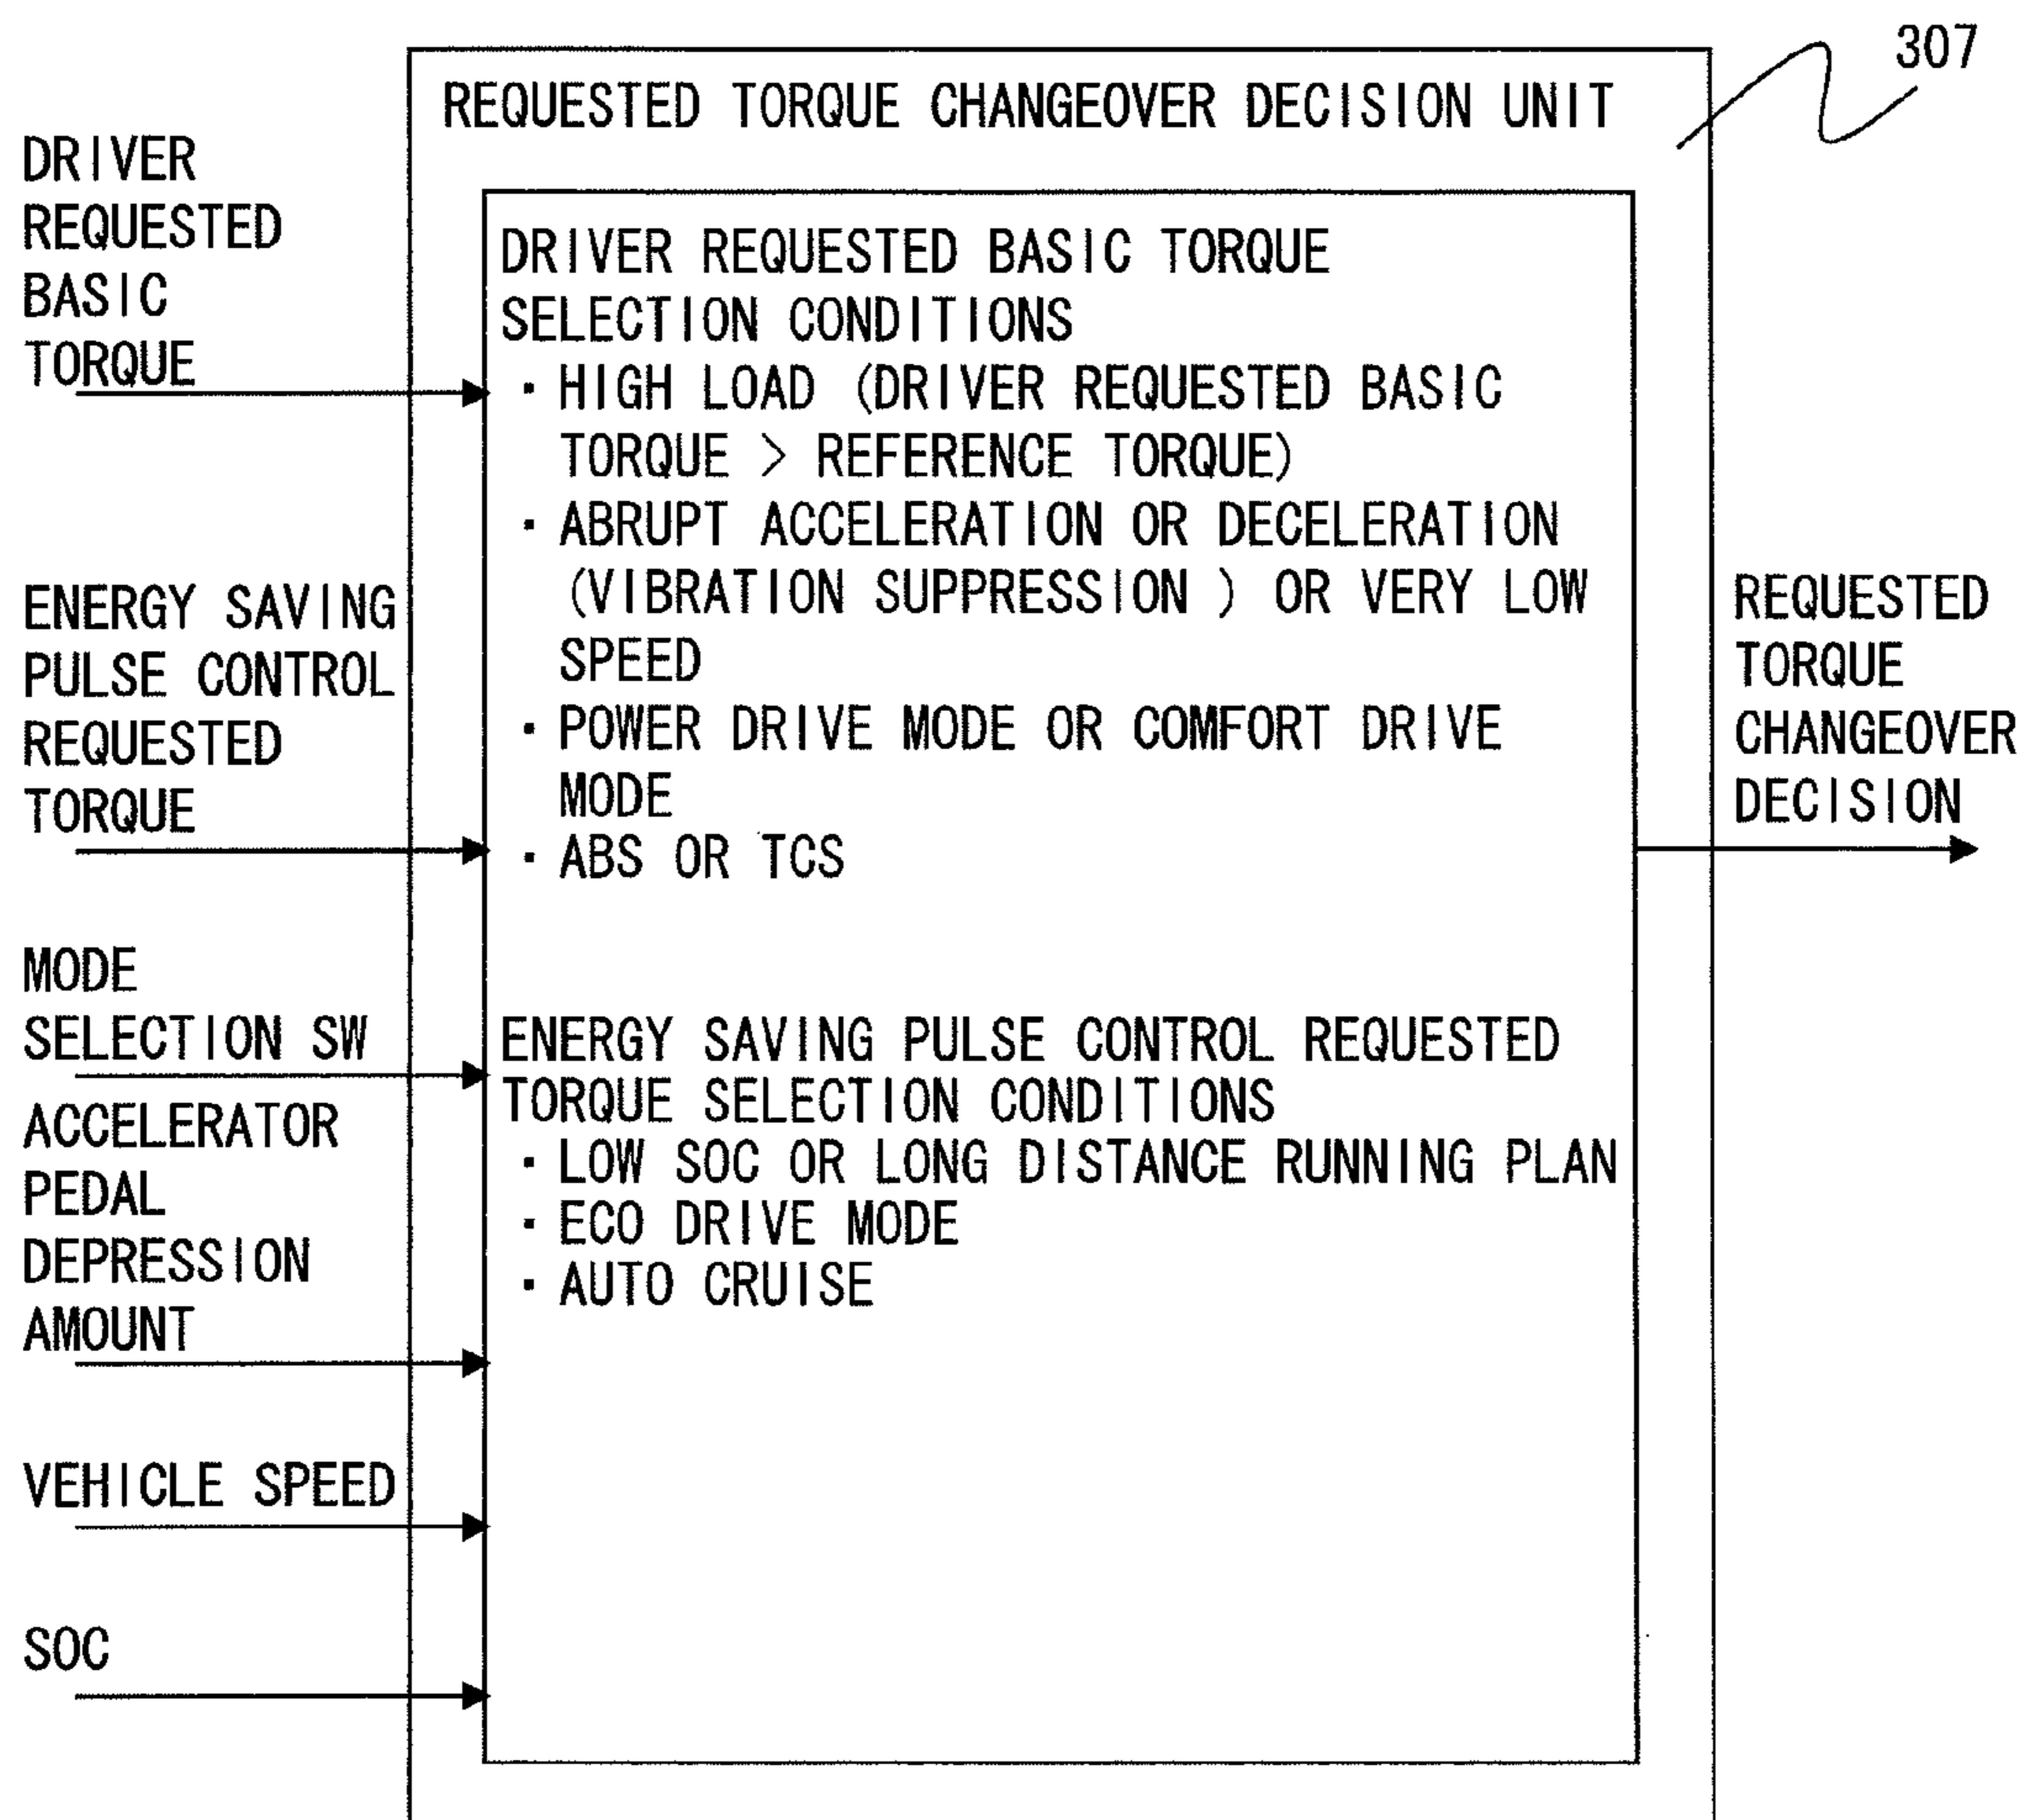 307
REQUESTED TORQUE CHANGEOVER DECISION UNIT
DRIVER
REQUESTED
BASIC
TORQUE
ENERGY SAVING
PULSE CONTROL
REQUESTED
TORQUE
MODE
SELECTION SW
ACCELERATOR
PEDAL
DEPRESSION
AMOUNT
VEHICLE SPEED
SOC
DRIVER REQUESTED BASIC TORQUE
SELECTION CONDITIONS
・HIGH LOAD (DRIVER REQUESTED BASIC
TORQUE > REFERENCE TORQUE)
・ABRUPT ACCELERATION OR DECELERATION
(VIBRATION SUPPRESSION ) OR VERY LOW
SPEED
・POWER DRIVE MODE OR COMFORT DRIVE
MODE
・ABS OR TCS
ENERGY SAVING PULSE CONTROL REQUESTED
TORQUE SELECTION CONDITIONS
・LOW SOC OR LONG DISTANCE RUNNING PLAN
・ECO DRIVE MODE
・AUTO CRUISE
REQUESTED
TORQUE
CHANGEOVER
DECISION